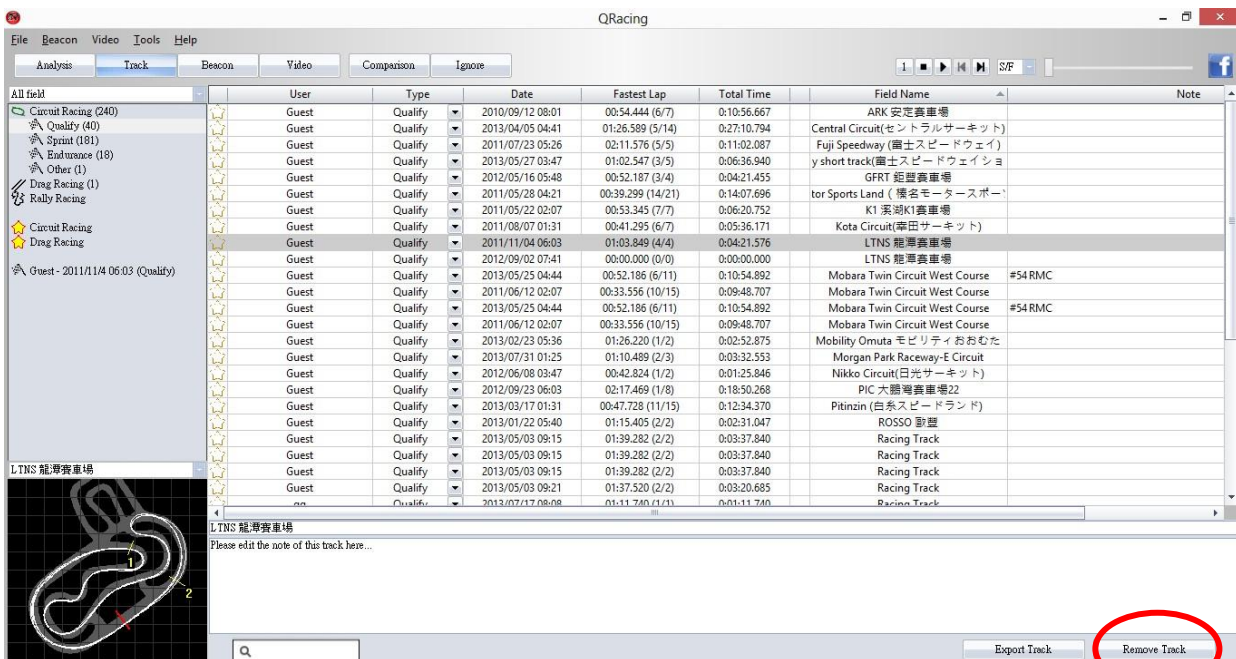 QRacing
File Beacon Video Tools Help
Analysis Track Beacon Video Comparison Ignore 1 S/F f
All field
Circuit Racing (240)
Qualify (40)
Sprint (181)
Endurance (18)
Other (1)
Drag Racing (1)
Rally Racing
Circuit Racing
Drag Racing
Guest - 2011/11/4 06:03 (Qualify)
User Type Date Fastest Lap Total Time Field Name Note
Guest Qualify 2010/09/12 08:01 00:54.444 (6/7) 0:10:56.667 ARK 安定賽車場
Guest Qualify 2013/04/05 04:41 01:26.589 (5/14) 0:27:10.794 Central Circuit(セントラルサーキット)
Guest Qualify 2011/07/23 05:26 02:11.576 (5/5) 0:11:02.087 Fuji Speedway (富士スピードウェイ)
Guest Qualify 2013/05/27 03:47 01:02.547 (3/5) 0:06:36.940 y short track(富士スピードウェイショ
Guest Qualify 2012/05/16 05:48 00:52.187 (3/4) 0:04:21.455 GFRT 鉅豐賽車場
Guest Qualify 2011/05/28 04:21 00:39.299 (14/21) 0:14:07.696 tor Sports Land ( 榛名モータースポー
Guest Qualify 2011/05/22 02:07 00:53.345 (7/7) 0:06:20.752 K1 溪湖K1賽車場
Guest Qualify 2011/08/07 01:31 00:41.295 (6/7) 0:05:36.171 Kota Circuit(幸田サーキット)
Guest Qualify 2011/11/04 06:03 01:03.849 (4/4) 0:04:21.576 LTNS 龍潭賽車場
Guest Qualify 2012/09/02 07:41 00:00.000 (0/0) 0:00:00.000 LTNS 龍潭賽車場
Guest Qualify 2013/05/25 04:44 00:52.186 (6/11) 0:10:54.892 Mobara Twin Circuit West Course #54 RMC
Guest Qualify 2011/06/12 02:07 00:33.556 (10/15) 0:09:48.707 Mobara Twin Circuit West Course
Guest Qualify 2013/05/25 04:44 00:52.186 (6/11) 0:10:54.892 Mobara Twin Circuit West Course #54 RMC
Guest Qualify 2011/06/12 02:07 00:33.556 (10/15) 0:09:48.707 Mobara Twin Circuit West Course
Guest Qualify 2013/02/23 05:36 01:26.220 (1/2) 0:02:52.875 Mobility Omuta モビリティおおむた
Guest Qualify 2013/07/31 01:25 01:10.489 (2/3) 0:03:32.553 Morgan Park Raceway-E Circuit
Guest Qualify 2012/06/08 03:47 00:42.824 (1/2) 0:01:25.846 Nikko Circuit(日光サーキット)
Guest Qualify 2012/09/23 06:03 02:17.469 (1/8) 0:18:50.268 PIC 大鵬灣賽車場22
Guest Qualify 2013/03/17 01:31 00:47.728 (11/15) 0:12:34.370 Pitinzin (白糸スピードランド)
Guest Qualify 2013/01/22 05:40 01:15.405 (2/2) 0:02:31.047 ROSSO 歐豐
Guest Qualify 2013/05/03 09:15 01:39.282 (2/2) 0:03:37.840 Racing Track
Guest Qualify 2013/05/03 09:15 01:39.282 (2/2) 0:03:37.840 Racing Track
Guest Qualify 2013/05/03 09:15 01:39.282 (2/2) 0:03:37.840 Racing Track
Guest Qualify 2013/05/03 09:21 01:37.520 (2/2) 0:03:20.685 Racing Track
Qualify 2013/07/17 08:08 01:11.740 (1/1) 0:01:11.740 Racing Track
LTNS 龍潭賽車場
1
2
LTNS 龍潭賽車場
Please edit the note of this track here...
Export Track Remove Track